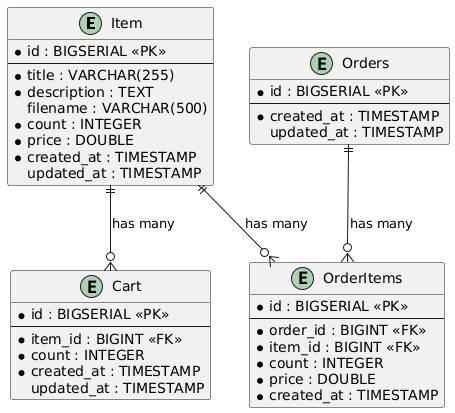 E Item
* id : BIGSERIAL «PK»
* title : VARCHAR(255)
* description : TEXT
filename : VARCHAR(500)
* count : INTEGER
* price : DOUBLE
* created_at : TIMESTAMP
updated_at : TIMESTAMP
E Orders
* id : BIGSERIAL «PK»
* created_at : TIMESTAMP
updated_at : TIMESTAMP
has many
has many
has many
E Cart
* id : BIGSERIAL «PK»
* item_id : BIGINT «FK»
* count : INTEGER
* created_at : TIMESTAMP
updated_at : TIMESTAMP
E OrderItems
* id : BIGSERIAL «PK»
* order_id : BIGINT «FK»
* item_id : BIGINT «FK»
* count : INTEGER
* price : DOUBLE
* created_at : TIMESTAMP